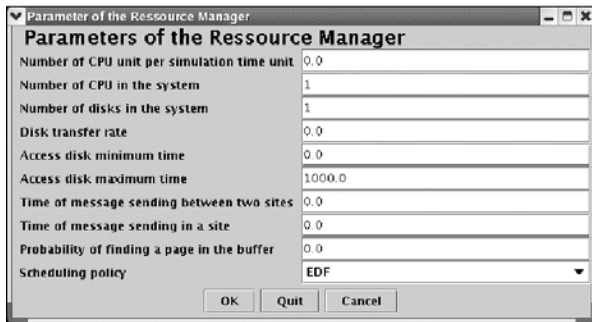 Parameter of the Ressource Manager
Parameters of the Ressource Manager
Number of CPU unit per simulation time unit 0.0
Number of CPU in the system 1
Number of disks in the system 1
Disk transfer rate 0.0
Access disk minimum time 0.0
Access disk maximum time 1000.0
Time of message sending between two sites 0.0
Time of message sending in a site 0.0
Probability of finding a page in the buffer 0.0
Scheduling policy EDF
OK Quit Cancel